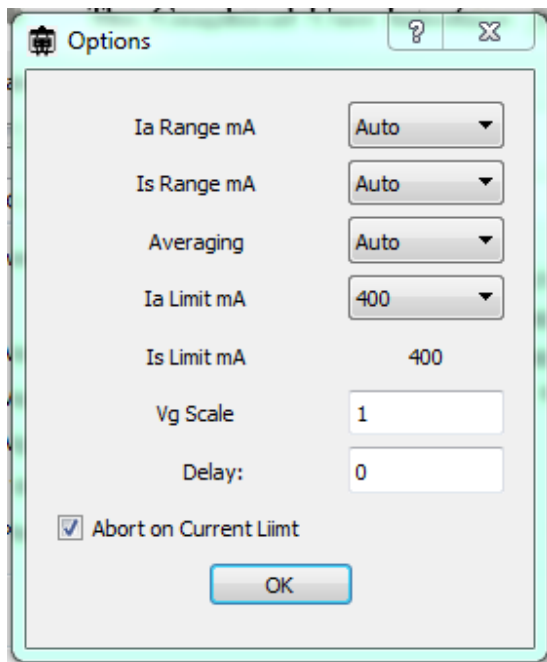 Options
Ia Range mA Auto
Is Range mA Auto
Averaging Auto
Ia Limit mA 400
Is Limit mA 400
Vg Scale 1
Delay: 0
Abort on Current Liimt
OK